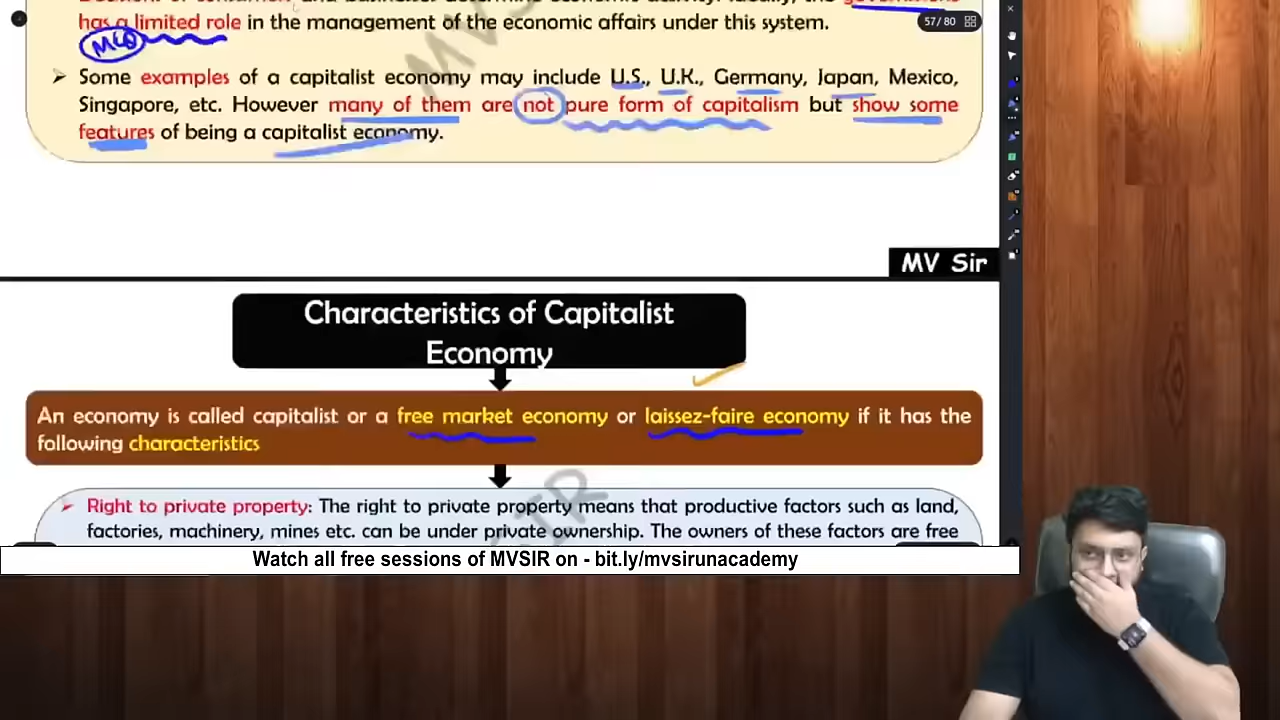 has a limited role in the management of the economic affairs under this system.
57/ 80
MCQ
➤ Some examples of a capitalist economy may include U.S., U.K., Germany, Japan, Mexico,
Singapore, etc. However many of them are not pure form of capitalism but show some
features of being a capitalist economy.
MV Sir
Characteristics of Capitalist
Economy
An economy is called capitalist or a free market economy or laissez-faire economy if it has the
following characteristics
➤ Right to private property: The right to private property means that productive factors such as land,
factories, machinery, mines etc. can be under private ownership. The owners of these factors are free
Watch all free sessions of MVSIR on - bit.ly/mvsirunacademy